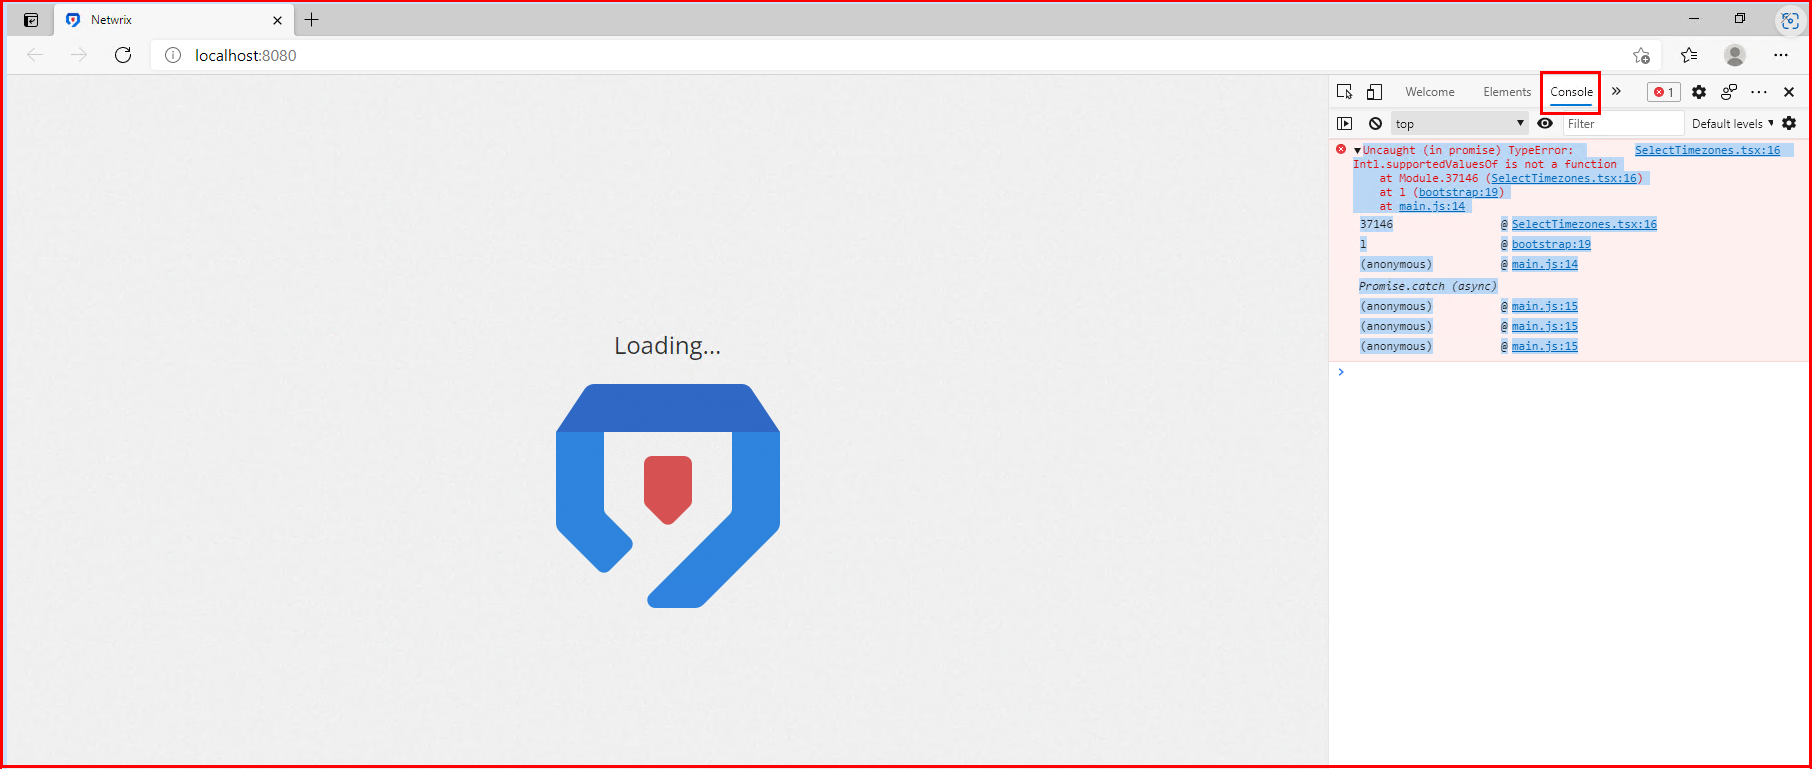 Netwrix
localhost:8080
Loading...
Welcome Elements Console 1
top Filter Default levels
Uncaught (in promise) TypeError: SelectTimezones.tsx:16
Intl.supportedValuesOf is not a function
at Module.37146 (SelectTimezones.tsx:16)
at l (bootstrap:19)
at main.js:14
37146 @ SelectTimezones.tsx:16
l @ bootstrap:19
(anonymous) @ main.js:14
Promise.catch (async)
(anonymous) @ main.js:15
(anonymous) @ main.js:15
(anonymous) @ main.js:15